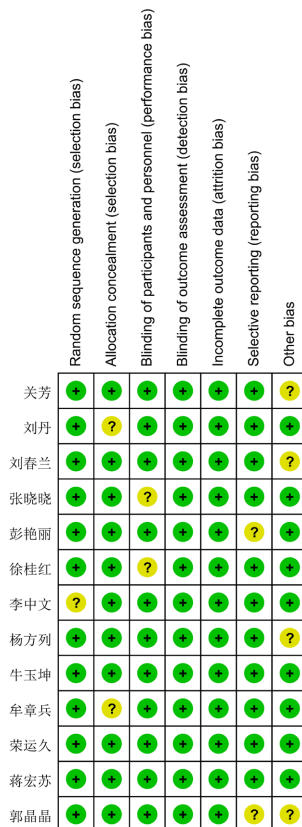 Random sequence generation (selection bias)
Allocation concealment (selection bias)
Blinding of participants and personnel (performance bias)
Blinding of outcome assessment (detection bias)
Incomplete outcome data (attrition bias)
Selective reporting (reporting bias)
Other bias
关芳 + + + + + + ?
刘丹 + ? + + + + +
刘春兰 + + + + + + ?
张晓晓 + + ? + + + +
彭艳丽 + + + + + ? +
徐桂红 + + ? + + + +
李中文 ? + + + + + +
杨方列 + + + + + + ?
牛玉坤 + + + + + + +
牟章兵 + ? + + + + +
荣运久 + + + + + + +
蒋宏苏 + + + + + + +
郭晶晶 + + + + + ? ?